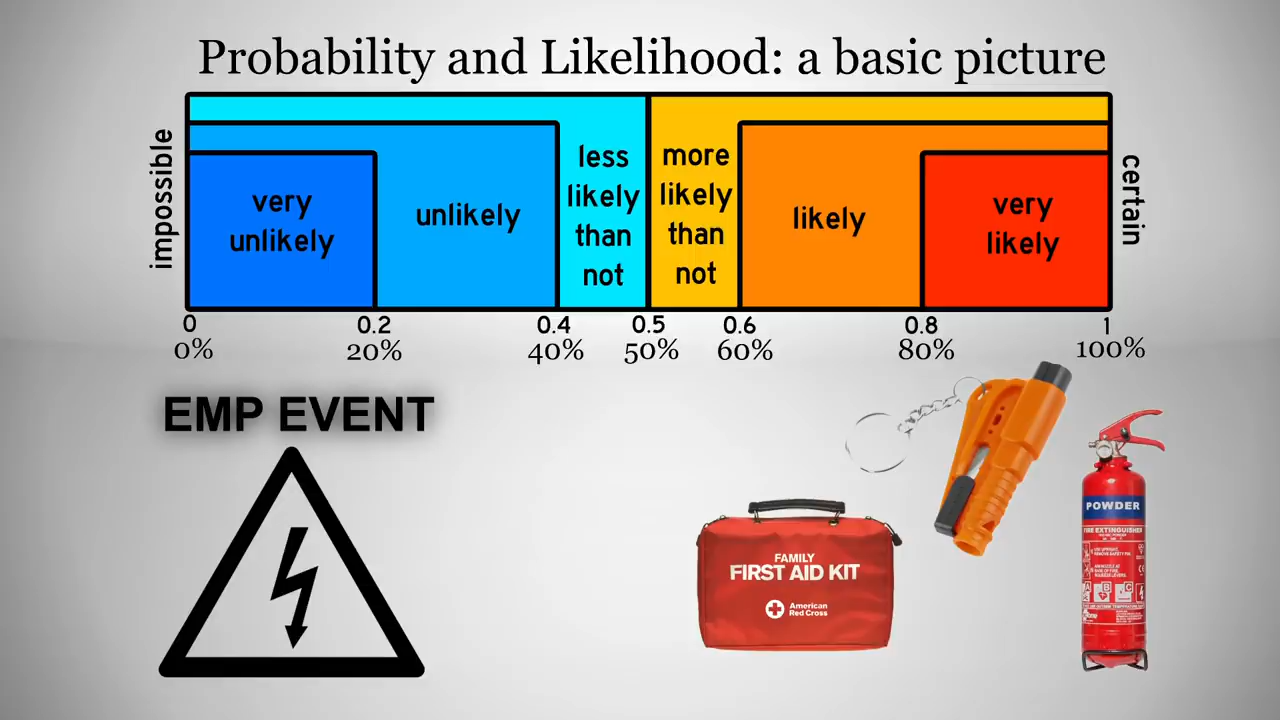 Probability and Likelihood: a basic picture
impossible
very
unlikely
unlikely
less
likely
than
not
more
likely
than
not
likely
very
likely
certain
0
0.2
0.4
0.5
0.6
0.8
1
0%
20%
40%
50%
60%
80%
100%
EMP EVENT
FAMILY
FIRST AID KIT
American
Red Cross
POWDER
FIRE EXTINGUISHER
A
B
C